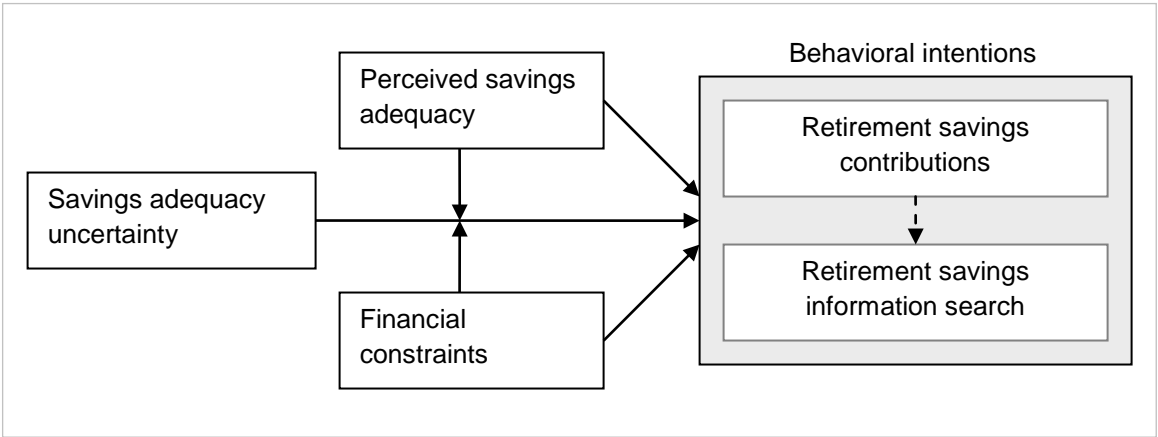 Behavioral intentions
Perceived savings
adequacy
Retirement savings
contributions
Savings adequacy
uncertainty
Retirement savings
information search
Financial
constraints